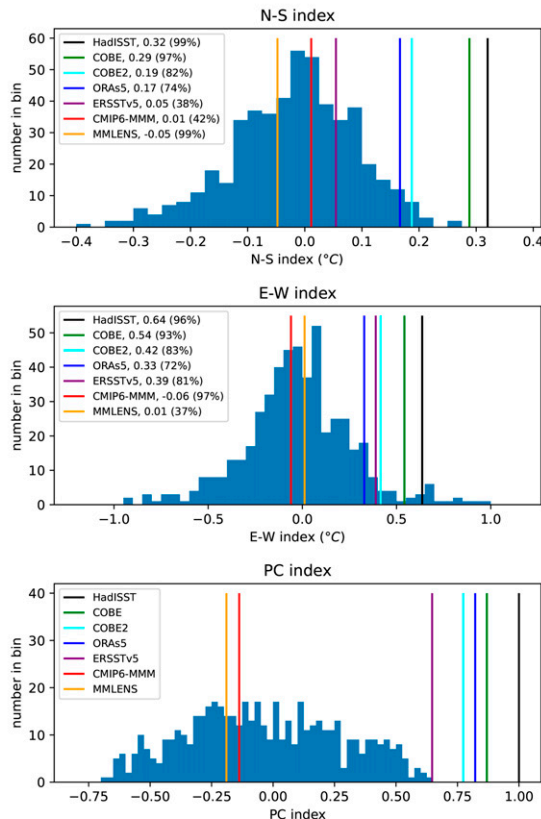 N-S index
number in bin
60
50
40
30
20
10
0
HadISST, 0.32 (99%)
COBE, 0.29 (97%)
COBE2, 0.19 (82%)
ORAs5, 0.17 (74%)
ERSSTv5, 0.05 (38%)
CMIP6-MMM, 0.01 (42%)
MMLENS, -0.05 (99%)
−0.4 −0.3 −0.2 −0.1 0.0 0.1 0.2 0.3 0.4
N-S index (°C)
E-W index
number in bin
50
40
30
20
10
0
HadISST, 0.64 (96%)
COBE, 0.54 (93%)
COBE2, 0.42 (83%)
ORAs5, 0.33 (72%)
ERSSTv5, 0.39 (81%)
CMIP6-MMM, -0.06 (97%)
MMLENS, 0.01 (37%)
−1.0 −0.5 0.0 0.5 1.0
E-W index (°C)
PC index
number in bin
40
30
20
10
0
HadISST
COBE
COBE2
ORAs5
ERSSTv5
CMIP6-MMM
MMLENS
−0.75 −0.50 −0.25 0.00 0.25 0.50 0.75 1.00
PC index